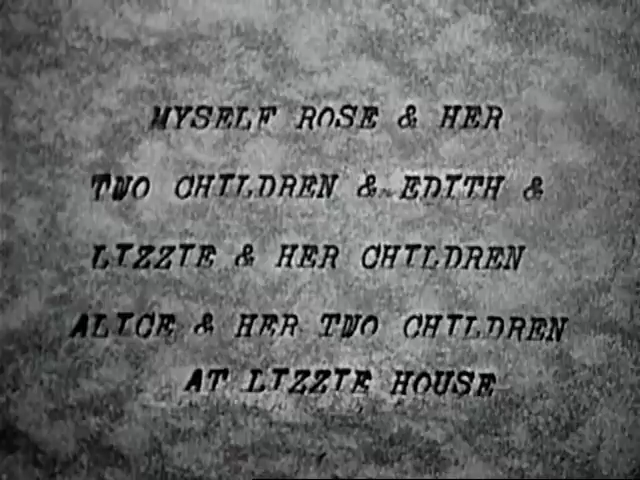 MYSELF ROSE & HER
TWO CHILDREN & EDITH &
LIZZIE & HER CHILDREN
ALICE & HER TWO CHILDREN
AT LIZZIE HOUSE